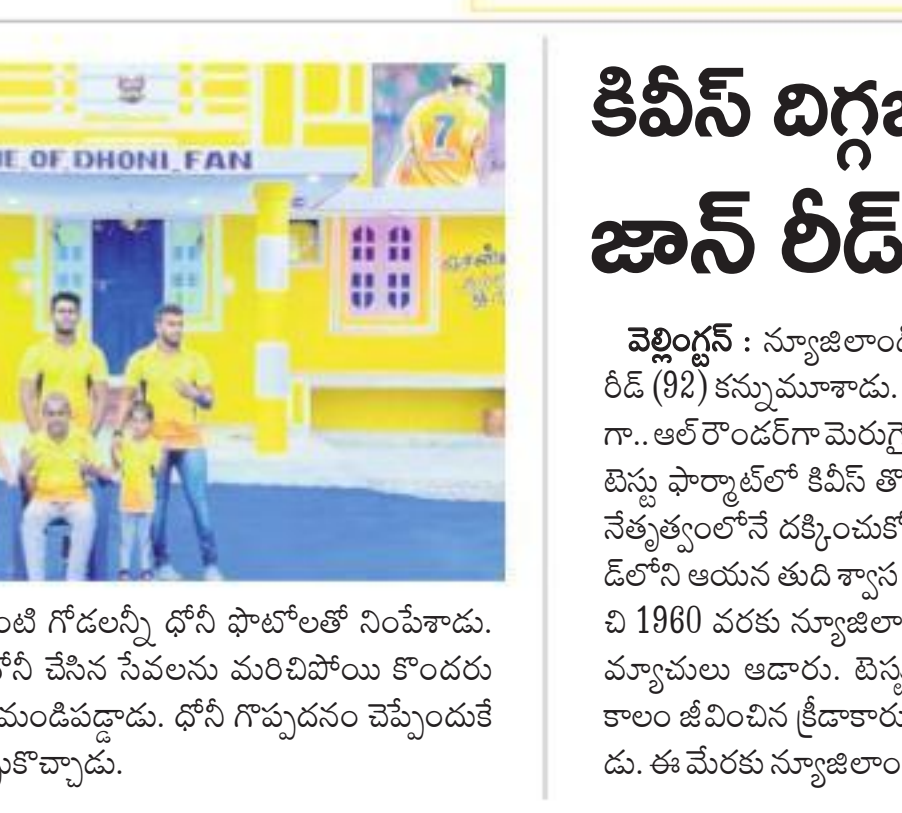 OF DHONI FAN
7
ంటి గోడలన్నీ ధోనీ ఫొటోలతో నింపేశాడు.
చేసిన సేవలను మరిచిపోయి కొందరు
మండిపడ్డాడు. ధోనీ గొప్పదనం చెప్పేందుకే
కొచ్చాడు.
కివీస్ దిగ్గజ
జాన్ రీడ్
వెల్లింగ్టన్ : న్యూజిలాండ్
రీడ్ (92) కన్నుమూశాడు.
గా.. ఆల్‌రౌండర్‌గా మెరుగై
టెస్టు ఫార్మాట్‌లో కివీస్ తొ
నేతృత్వంలోనే దక్కించుకో
డ్‌లోని ఆయన తుది శ్వాస
చి 1960 వరకు న్యూజిలా
మ్యాచులు ఆడారు. టెస్ట
కాలం జీవించిన క్రీడాకారు
డు. ఈ మేరకు న్యూజిలాం